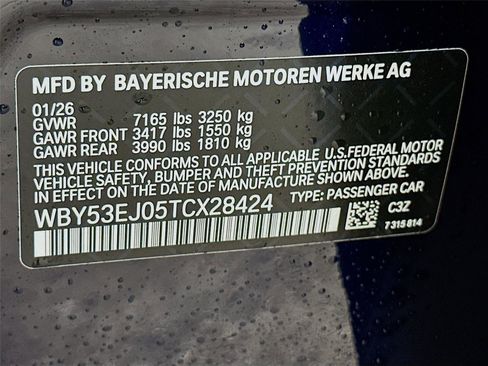 MFD BY BAYERISCHE MOTOREN WERKE AG
01/26
GVWR 7165 lbs 3250 kg
GAWR FRONT 3417 lbs 1550 kg
GAWR REAR 3990 lbs 1810 kg
THIS VEHICLE CONFORMS TO ALL APPLICABLE U.S.FEDERAL MOTOR
VEHICLE SAFETY, BUMPER, AND THEFT PREVENTION
STANDARDS IN EFFECT ON THE DATE OF MANUFACTURE SHOWN ABOVE.
WBY53EJ05TCX28424 TYPE: PASSENGER CAR
C3Z
7 315 814